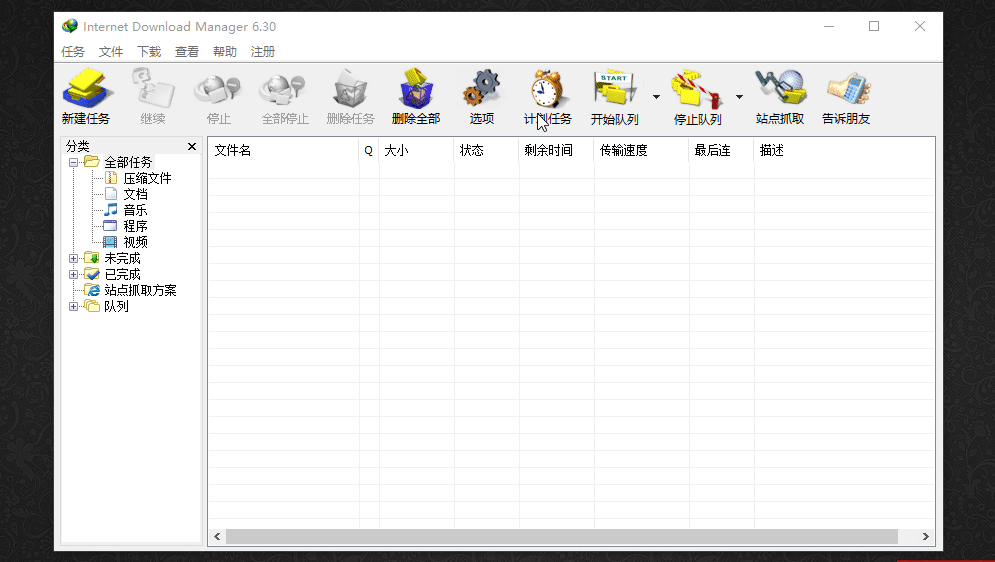 Internet Download Manager 6.30
任务 文件 下载 查看 帮助 注册
START
新建任务 继续 停止 全部停止 删除任务 删除全部 选项 计划任务 开始队列 停止队列 站点抓取 告诉朋友
分类
文件名 Q 大小 状态 剩余时间 传输速度 最后连 描述
全部任务
压缩文件
文档
音乐
程序
视频
未完成
已完成
站点抓取方案
队列